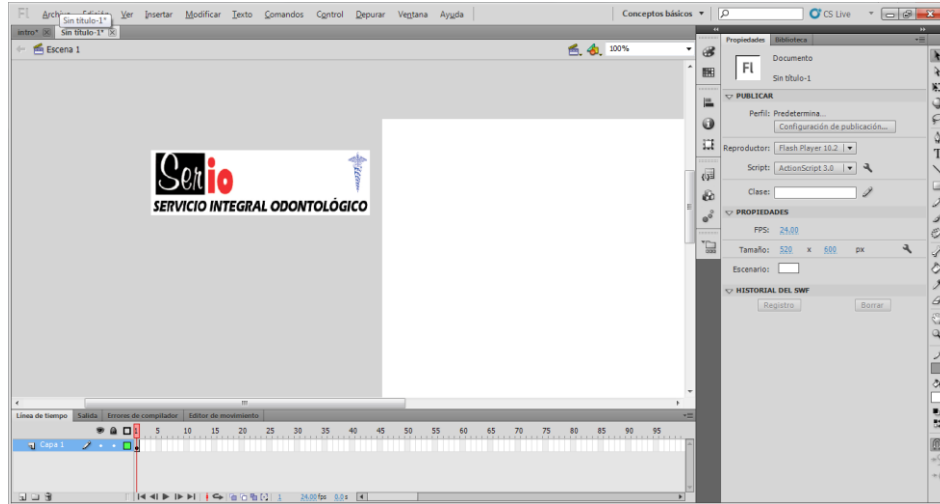 Fl Archivo Edición Ver Insertar Modificar Texto Comandos Control Depurar Ventana Ayuda Conceptos básicos CS Live
Sin título-1*
intro* Sin título-1*
Escena 1 100%
Serio
SERVICIO INTEGRAL ODONTOLÓGICO
Propiedades Biblioteca
Fl
Documento
Sin título-1
PUBLICAR
Perfil: Predetermina...
Configuración de publicación...
Reproductor: Flash Player 10.2
Script: ActionScript 3.0
Clase:
PROPIEDADES
FPS: 24.00
Tamaño: 520 x 600 px
Escenario:
HISTORIAL DEL SWF
Registro Borrar
Línea de tiempo Salida Errores de compilador Editor de movimiento
1 5 10 15 20 25 30 35 40 45 50 55 60 65 70 75 80 85 90 95
Capa 1
1 24.00 fps 0.0 s